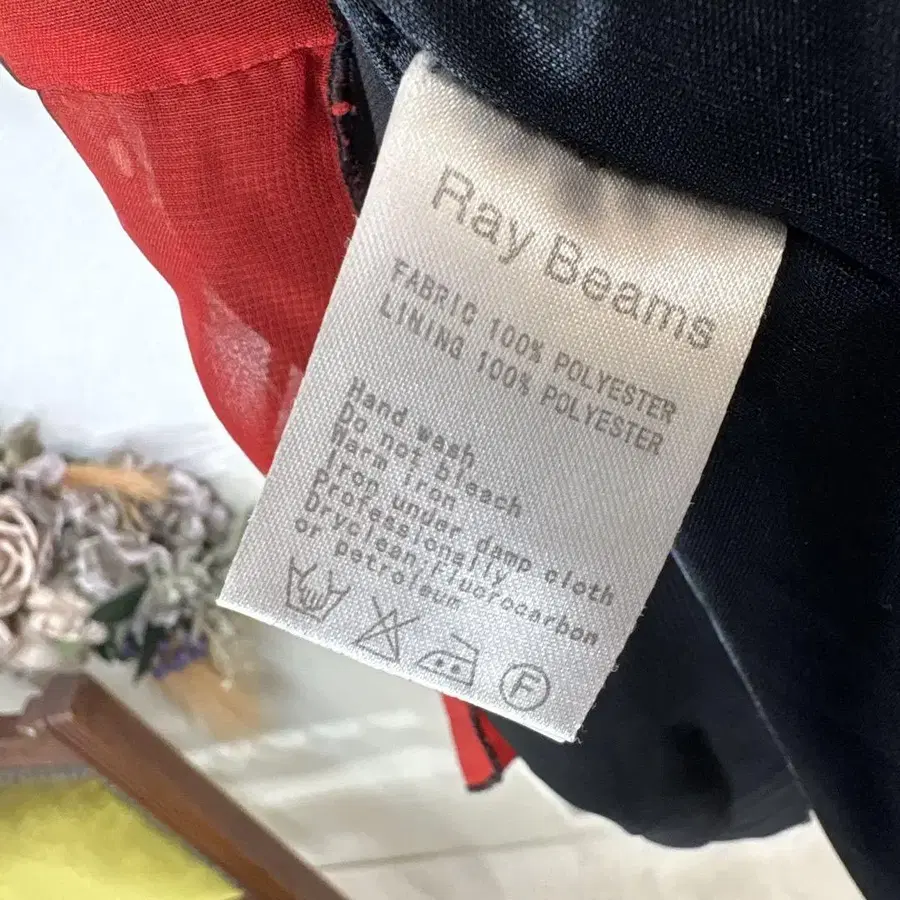 Ray Beams
FABRIC 100% POLYESTER
LINING 100% POLYESTER
Hand wash
Do not bleach
Warm iron
Iron under damp cloth
Professionally
Dryclean,Fluorocarbon
or petroleum
F